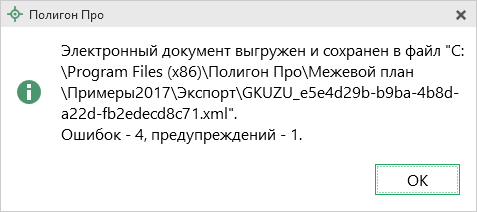 Полигон Про
Электронный документ выгружен и сохранен в файл "C:
\Program Files (x86)\Полигон Про\Межевой план
\Примеры2017\Экспорт\GKUZU_e5e4d29b-b9ba-4b8d-
a22d-fb2edecd8c71.xml".
Ошибок - 4, предупреждений - 1.
OK